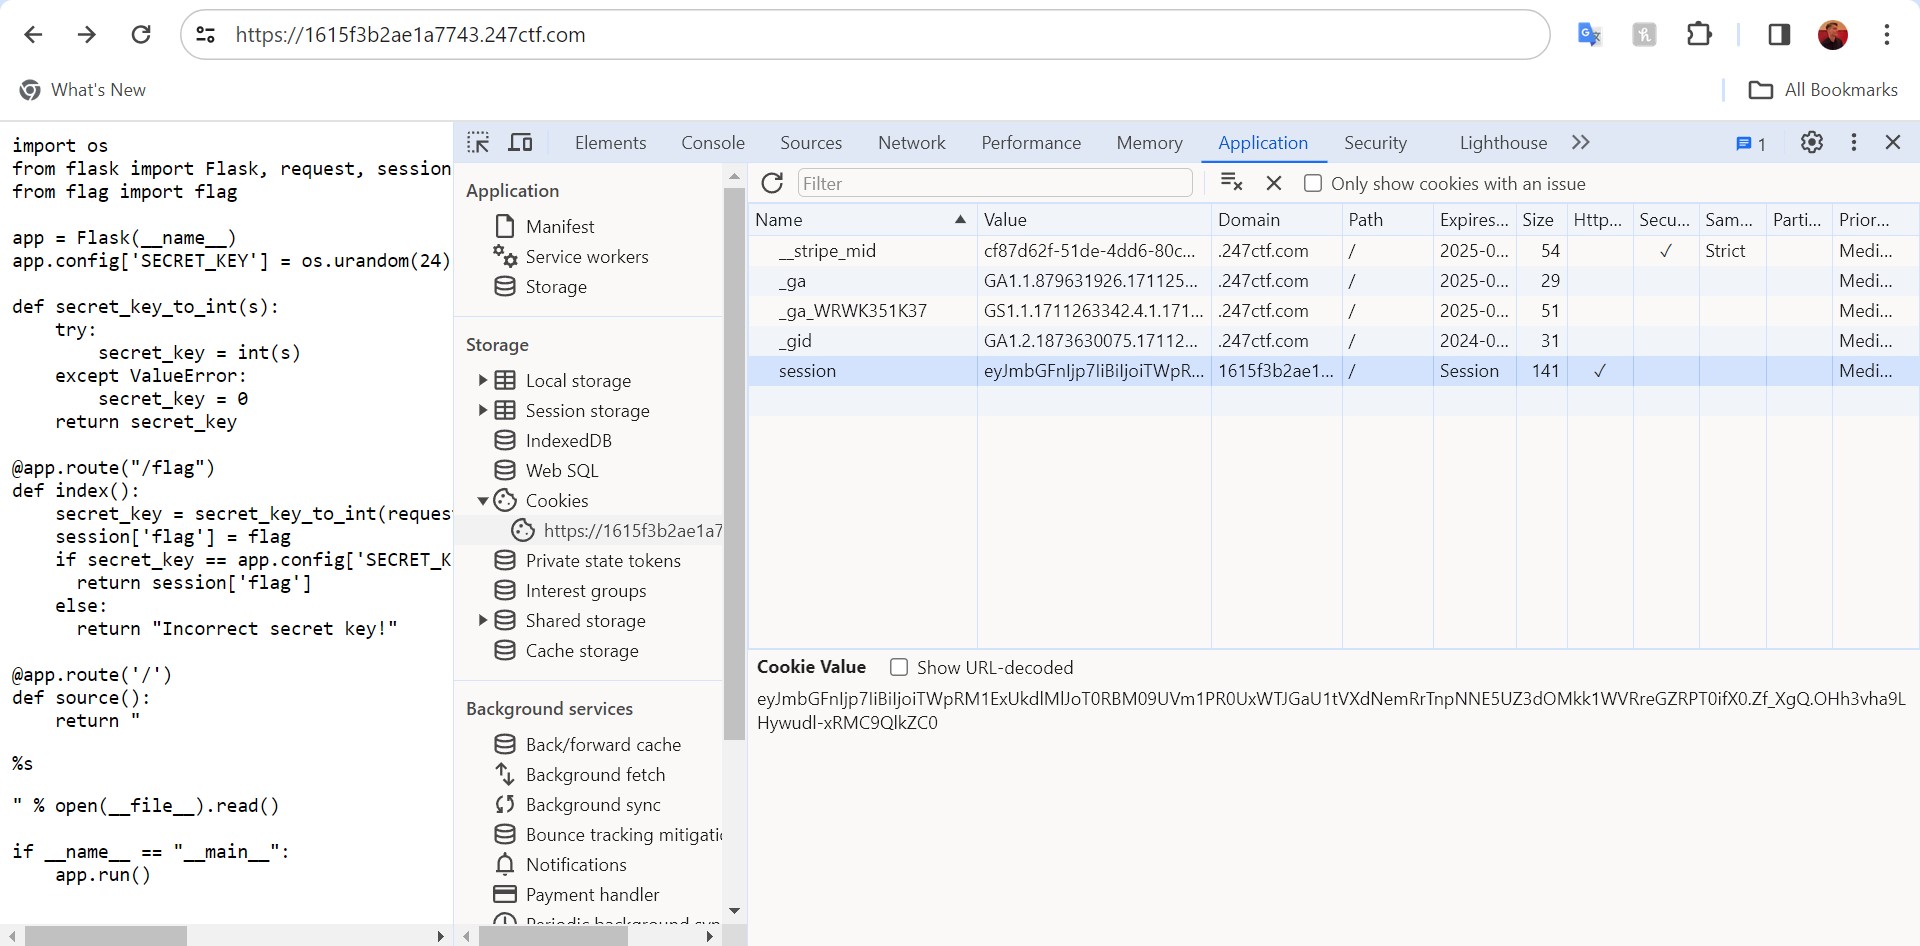 https://1615f3b2ae1a7743.247ctf.com
What's New
All Bookmarks
import os
from flask import Flask, request, session
from flag import flag
app = Flask(__name__)
app.config['SECRET_KEY'] = os.urandom(24)
def secret_key_to_int(s):
try:
secret_key = int(s)
except ValueError:
secret_key = 0
return secret_key
@app.route("/flag")
def index():
secret_key = secret_key_to_int(reques
session['flag'] = flag
if secret_key == app.config['SECRET_K
return session['flag']
else:
return "Incorrect secret key!"
@app.route('/')
def source():
return "
%s
" % open(__file__).read()
if __name__ == "__main__":
app.run()
Elements Console Sources Network Performance Memory Application Security Lighthouse 1
Application
Manifest
Service workers
Storage
Storage
Local storage
Session storage
IndexedDB
Web SQL
Cookies
https://1615f3b2ae1a7
Private state tokens
Interest groups
Shared storage
Cache storage
Background services
Back/forward cache
Background fetch
Background sync
Bounce tracking mitigati
Notifications
Payment handler
Periodic background syn
Filter
Only show cookies with an issue
Name Value Domain Path Expires... Size Http... Secu... Sam... Parti... Prior...
__stripe_mid cf87d62f-51de-4dd6-80c... .247ctf.com / 2025-0... 54 ✓ Strict Medi...
_ga GA1.1.879631926.171125... .247ctf.com / 2025-0... 29 Medi...
_ga_WRWK351K37 GS1.1.1711263342.4.1.171... .247ctf.com / 2025-0... 51 Medi...
_gid GA1.2.1873630075.17112... .247ctf.com / 2024-0... 31 Medi...
session eyJmbGFnIjp7IiBiIjoiTWpR... 1615f3b2ae1... / Session 141 ✓ Medi...
Cookie Value Show URL-decoded
eyJmbGFnIjp7IiBiIjoiTWpRM1ExUkdlMlJoT0RBM09UVm1PR0UxWTJGaU1tVXdNemRrTnpNNE5UZ3dOMkk1WVRreGZRPT0ifX0.Zf_XgQ.OHh3vha9L
Hywudl-xRMC9QlkZC0